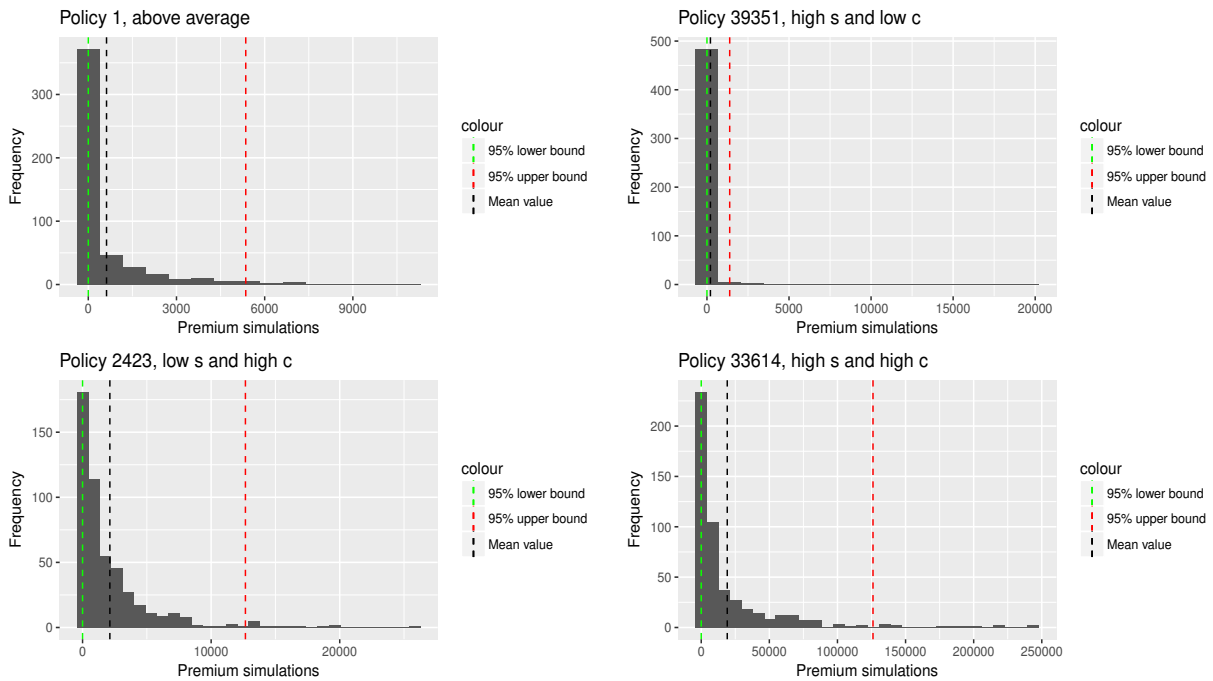 Policy 1, above average
Frequency
300
200
100
0
0 3000 6000 9000
Premium simulations
colour
95% lower bound
95% upper bound
Mean value
Policy 39351, high s and low c
Frequency
500
400
300
200
100
0
0 5000 10000 15000 20000
Premium simulations
colour
95% lower bound
95% upper bound
Mean value
Policy 2423, low s and high c
Frequency
150
100
50
0
0 10000 20000
Premium simulations
colour
95% lower bound
95% upper bound
Mean value
Policy 33614, high s and high c
Frequency
200
150
100
50
0
0 50000 100000 150000 200000 250000
Premium simulations
colour
95% lower bound
95% upper bound
Mean value